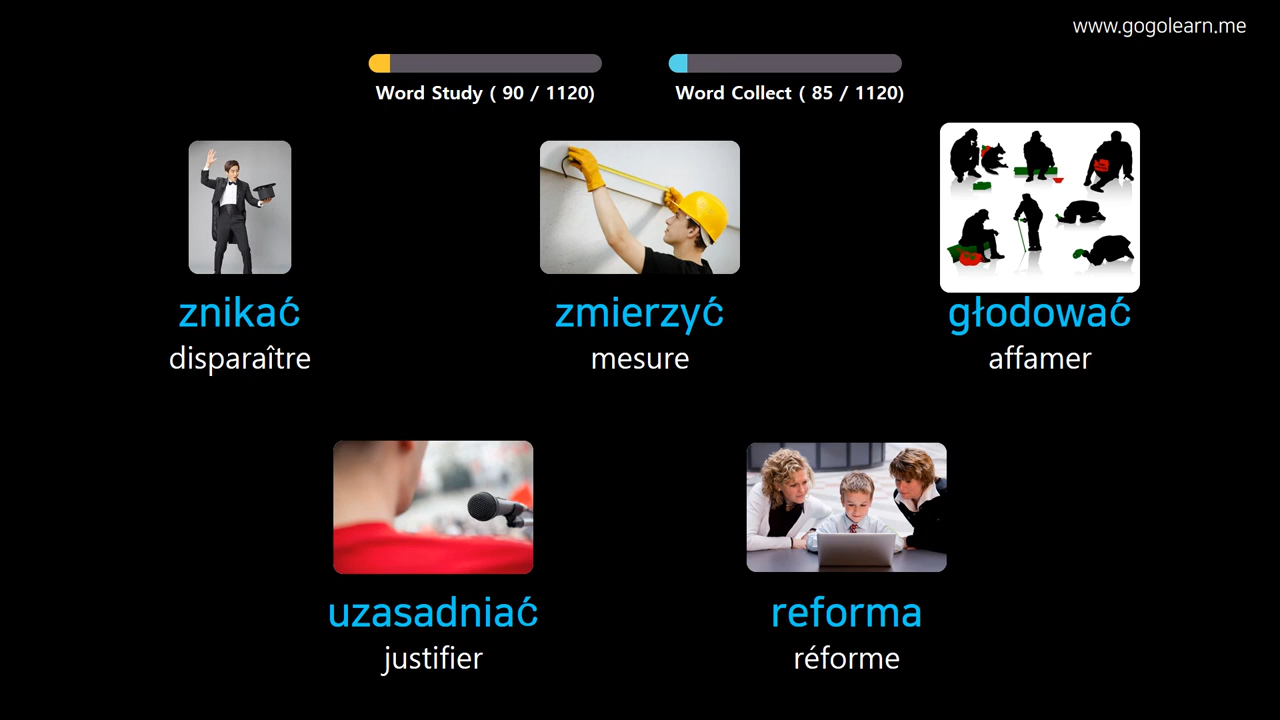 www.gogolearn.me
Word Study ( 90 / 1120)
Word Collect ( 85 / 1120)
znikać
disparaître
zmierzyć
mesure
głodować
affamer
uzasadniać
justifier
reforma
réforme